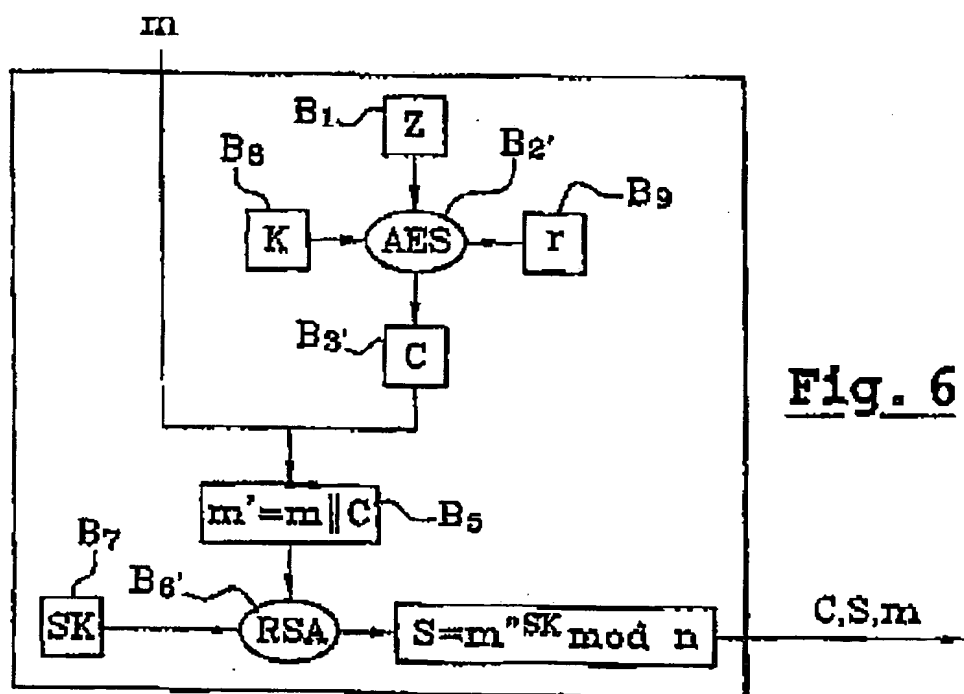 m
B1
Z
B2'
B8
K
AES
B9
r
B3'
C
Fig. 6
m'=m||C
B5
B7
B6'
SK
RSA
S=m"SK mod n
C,S,m